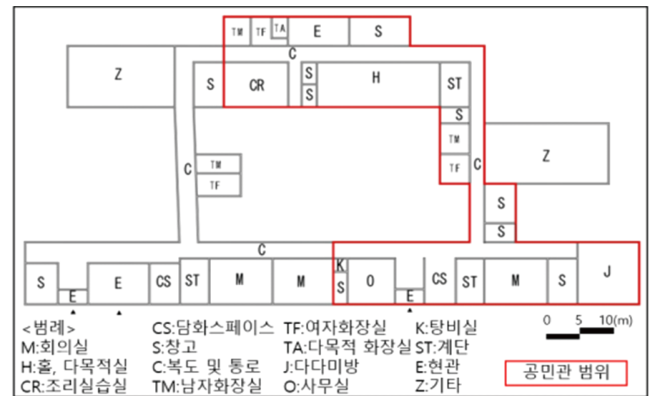 TM TF TA E S
C
Z S CR S S H ST
S
TM
TF
C
Z
C
TM
TF
S
S
C
S E E CS ST M M K S O E CS ST M S J
<범례> CS:담화스페이스 TF:여자화장실 K:탕비실
M:회의실 S:창고 TA:다목적 화장실 ST:계단
H:홀, 다목적실 C:복도 및 통로 J:다다미방 E:현관
CR:조리실습실 TM:남자화장실 O:사무실 Z:기타
0 5 10(m)
공민관 범위